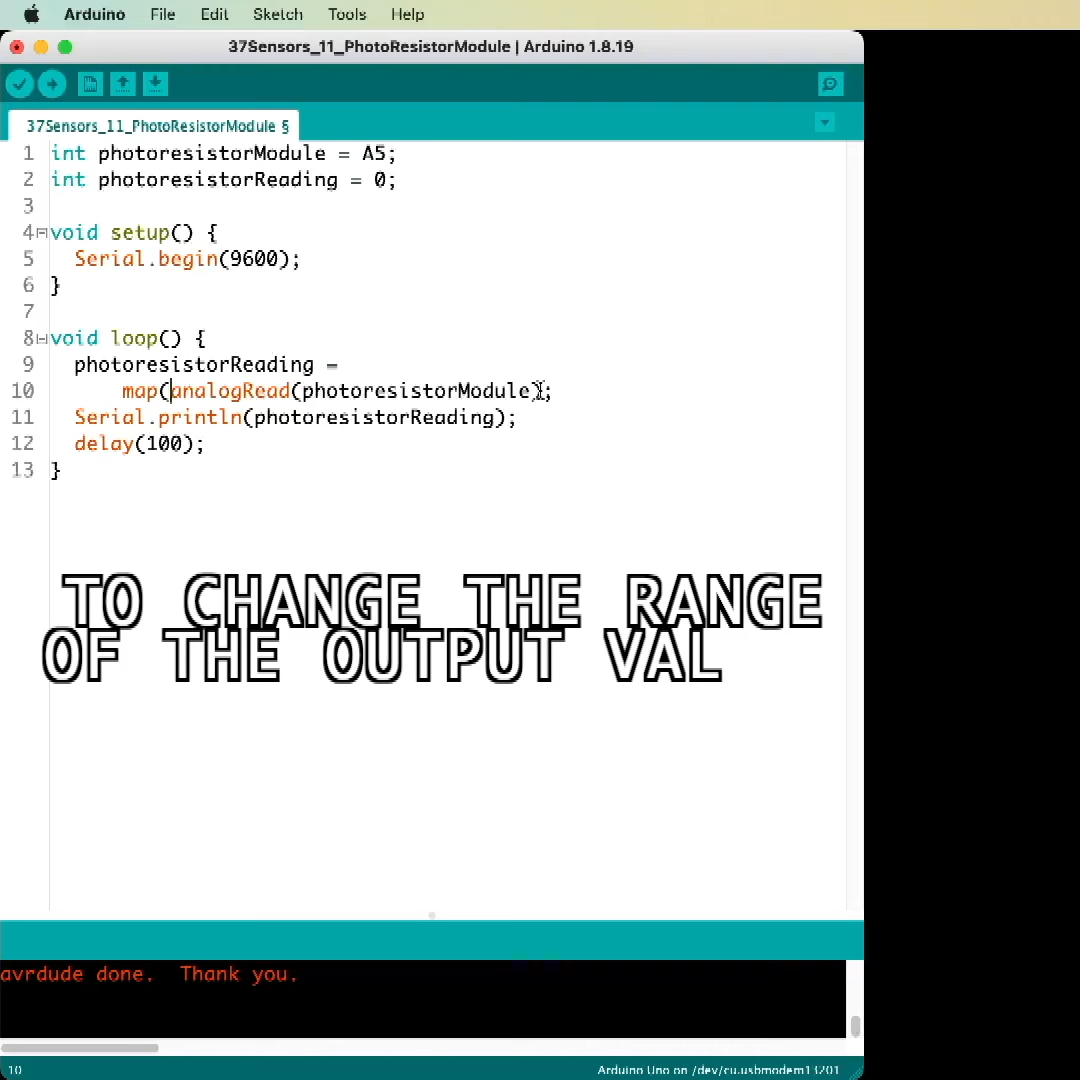 Arduino File Edit Sketch Tools Help
37Sensors_11_PhotoResistorModule | Arduino 1.8.19
37Sensors_11_PhotoResistorModule §
1 int photoresistorModule = A5;
2 int photoresistorReading = 0;
3
4 void setup() {
5 Serial.begin(9600);
6 }
7
8 void loop() {
9 photoresistorReading =
10 map(analogRead(photoresistorModule);
11 Serial.println(photoresistorReading);
12 delay(100);
13 }
TO CHANGE THE RANGE
OF THE OUTPUT VAL
avrdude done. Thank you.
10 Arduino Uno on /dev/cu.usbmodem13201